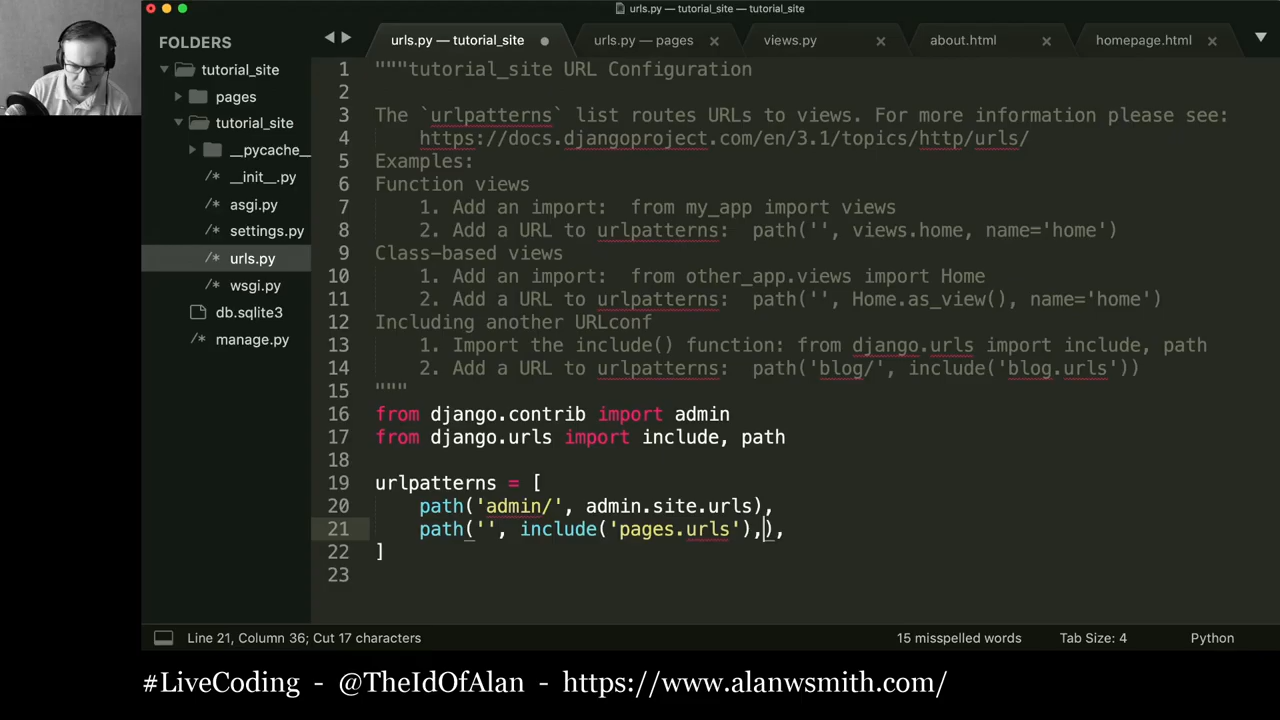 urls.py — tutorial_site — tutorial_site
FOLDERS
tutorial_site
pages
tutorial_site
__pycache__
__init__.py
asgi.py
settings.py
urls.py
wsgi.py
db.sqlite3
manage.py
urls.py — tutorial_site
urls.py — pages
views.py
about.html
homepage.html
1 """tutorial_site URL Configuration
2
3 The `urlpatterns` list routes URLs to views. For more information please see:
4     https://docs.djangoproject.com/en/3.1/topics/http/urls/
5 Examples:
6 Function views
7     1. Add an import:  from my_app import views
8     2. Add a URL to urlpatterns:  path('', views.home, name='home')
9 Class-based views
10     1. Add an import:  from other_app.views import Home
11     2. Add a URL to urlpatterns:  path('', Home.as_view(), name='home')
12 Including another URLconf
13     1. Import the include() function: from django.urls import include, path
14     2. Add a URL to urlpatterns:  path('blog/', include('blog.urls'))
15 """
16 from django.contrib import admin
17 from django.urls import include, path
18
19 urlpatterns = [
20     path('admin/', admin.site.urls),
21     path('', include('pages.urls'),),
22 ]
23
Line 21, Column 36; Cut 17 characters
15 misspelled words
Tab Size: 4
Python
#LiveCoding - @TheIdOfAlan - https://www.alanwsmith.com/